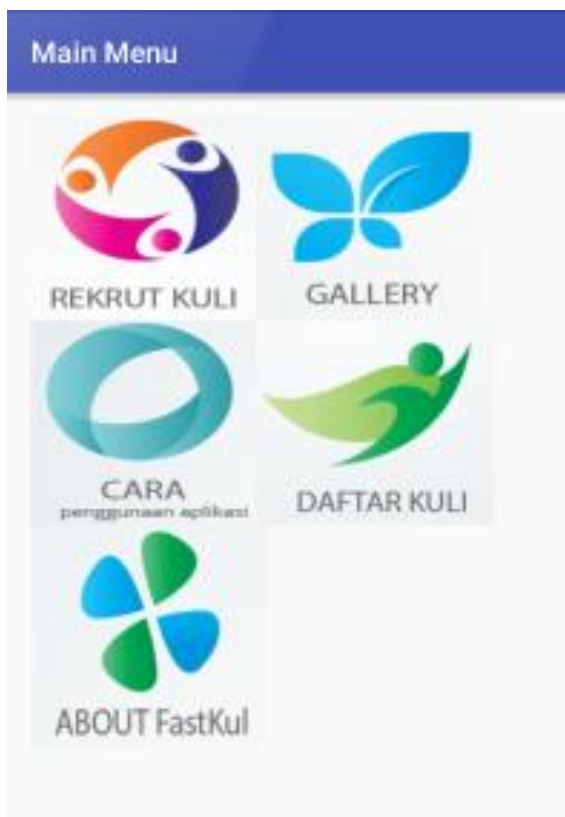 Main Menu
REKRUT KULI
GALLERY
CARA
penggunaan aplikasi
DAFTAR KULI
ABOUT FastKul